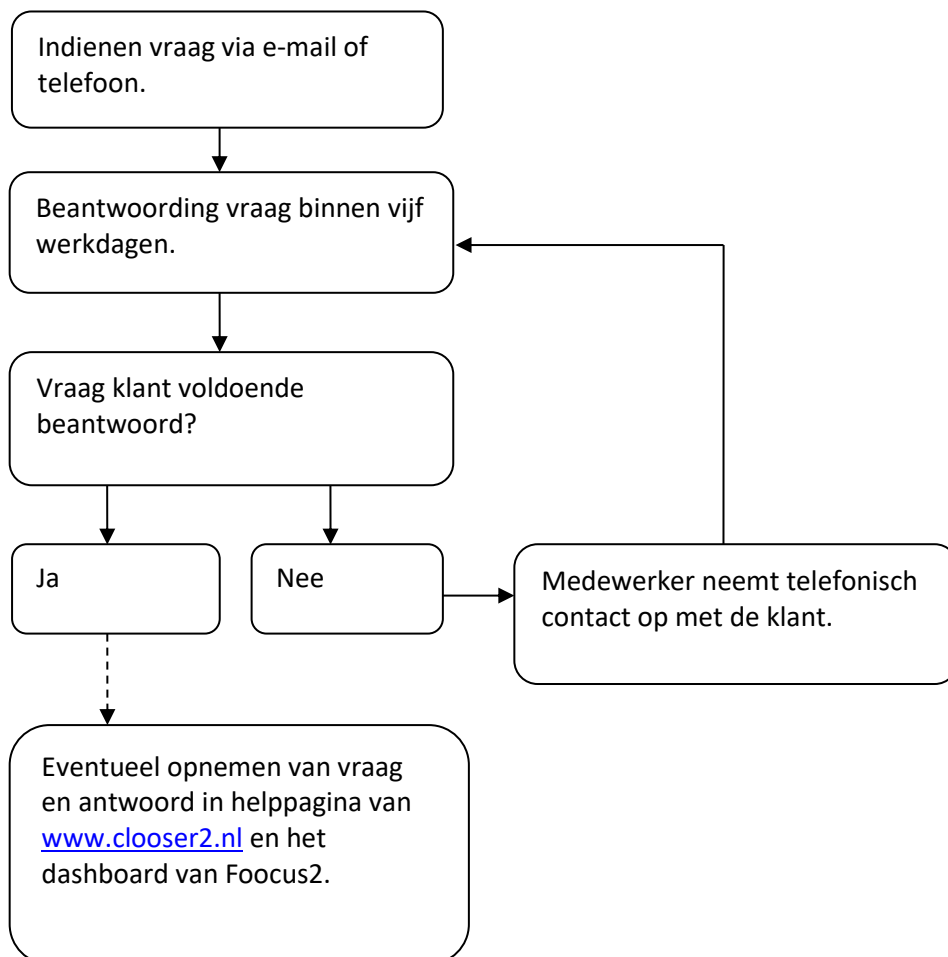 Indienen vraag via e-mail of
telefoon.
Beantwoording vraag binnen vijf
werkdagen.
Vraag klant voldoende
beantwoord?
Ja
Nee
Medewerker neemt telefonisch
contact op met de klant.
Eventueel opnemen van vraag
en antwoord in helppagina van
www.clooser2.nl en het
dashboard van Foocus2.